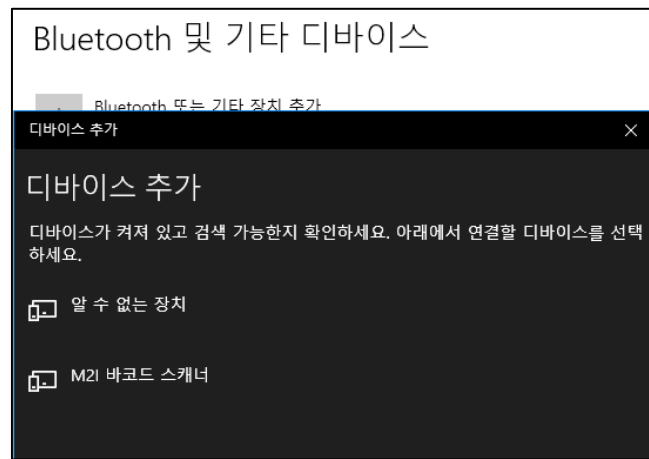 Bluetooth 및 기타 디바이스
Bluetooth 또는 기타 장치 추가
디바이스 추가
디바이스 추가
디바이스가 켜져 있고 검색 가능한지 확인하세요. 아래에서 연결할 디바이스를 선택
하세요.
알 수 없는 장치
M2I 바코드 스캐너